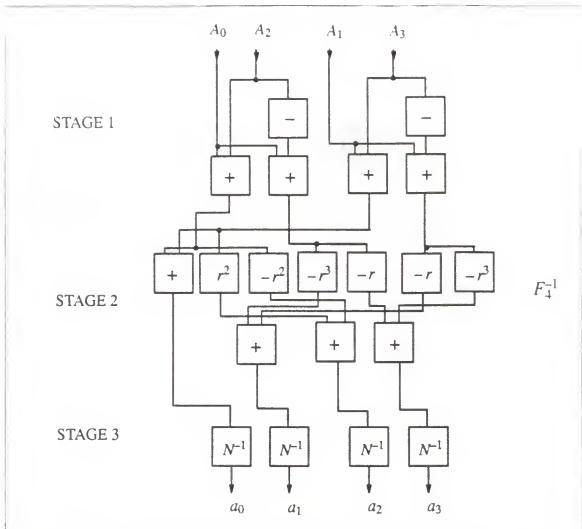 A₀ A₂ A₁ A₃
STAGE 1
− −
+ + + +
+ r² −r² −r³ −r −r −r³
STAGE 2
F₄⁻¹
+ + +
STAGE 3
N⁻¹ N⁻¹ N⁻¹ N⁻¹
a₀ a₁ a₂ a₃